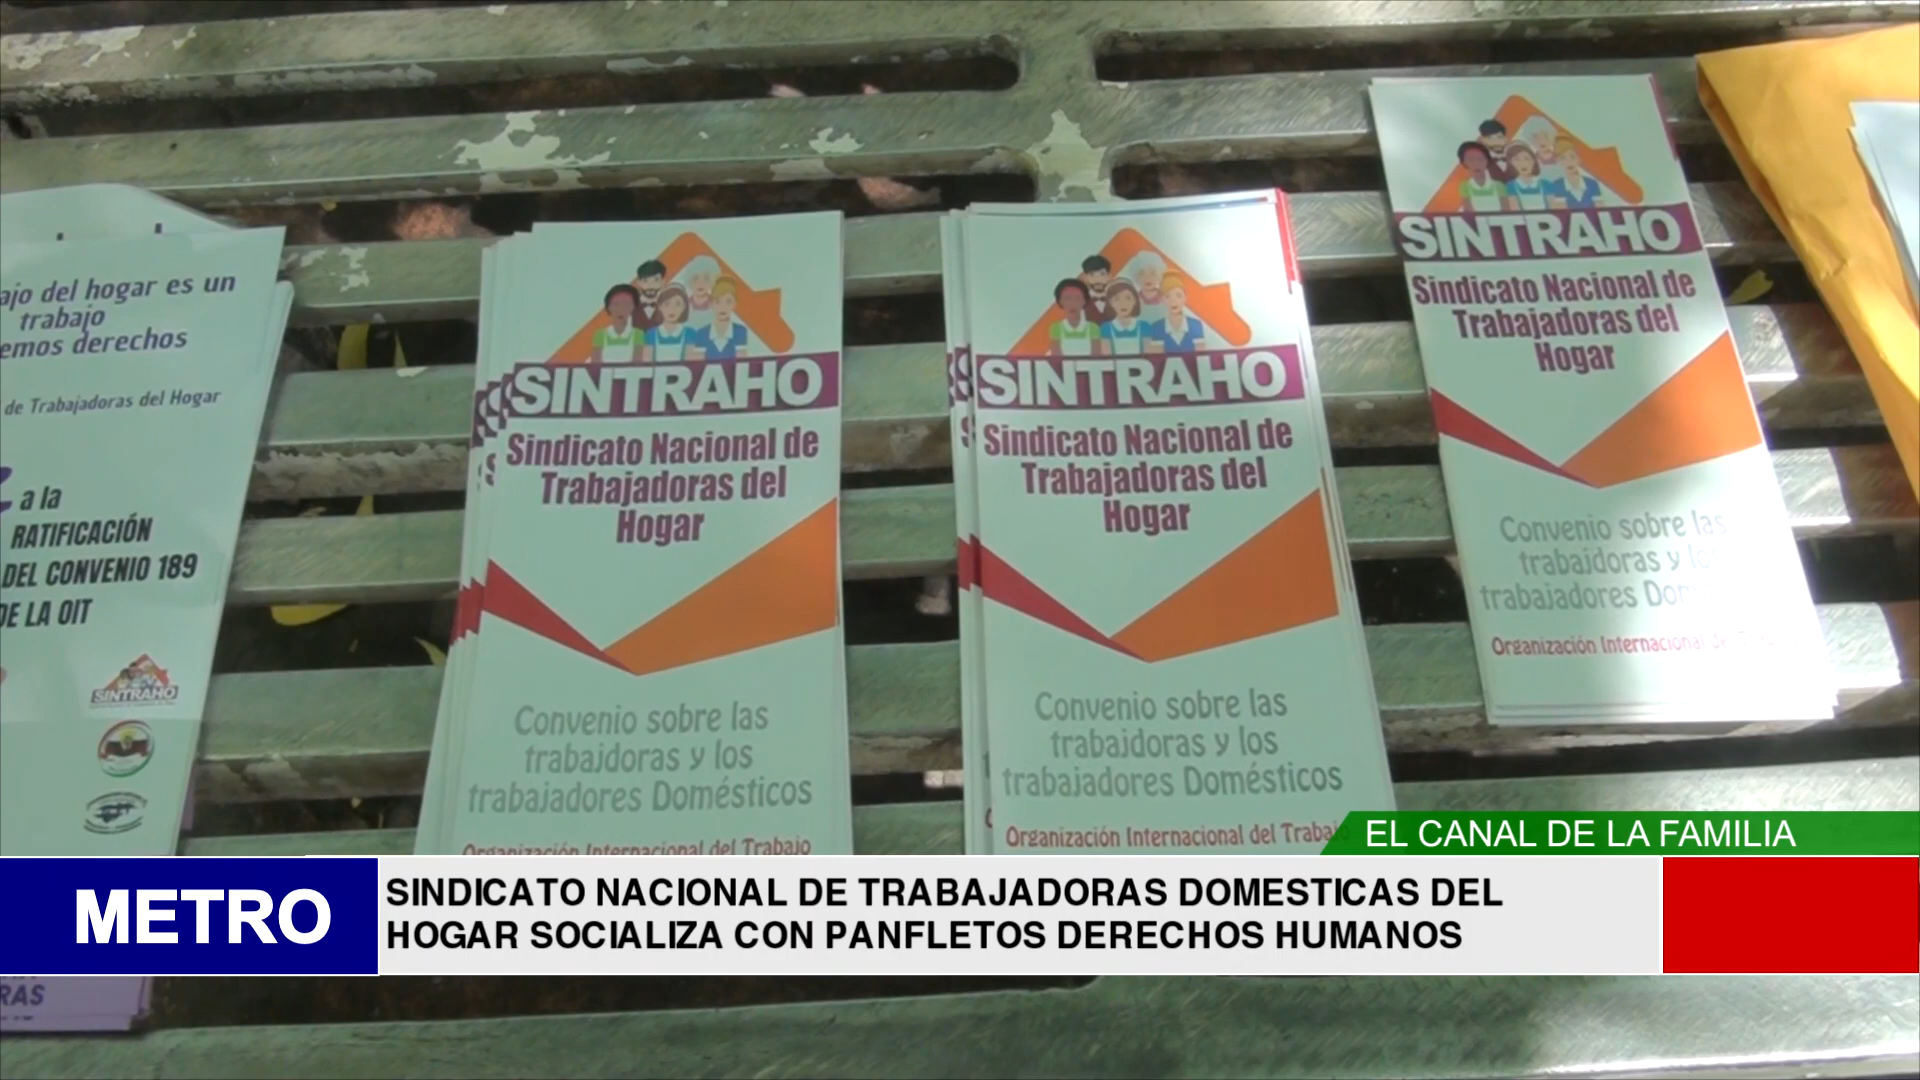 ajo del hogar es un
trabajo
emos derechos
de Trabajadoras del Hogar
a la
RATIFICACIÓN
DEL CONVENIO 189
DE LA OIT
SINTRAHO
RAS
SINTRAHO
Sindicato Nacional de
Trabajadoras del
Hogar
Convenio sobre las
trabajdoras y los
trabajadores Domésticos
Organización Internacional del Trabajo
SINTRAHO
Sindicato Nacional de
Trabajadoras del
Hogar
Convenio sobre las
trabajdoras y los
trabajadores Domésticos
Organización Internacional del Trabajo
SINTRAHO
Sindicato Nacional de
Trabajadoras del
Hogar
Convenio sobre las
trabajdoras y los
trabajadores Dom
Organización Internacional
EL CANAL DE LA FAMILIA
METRO
SINDICATO NACIONAL DE TRABAJADORAS DOMESTICAS DEL
HOGAR SOCIALIZA CON PANFLETOS DERECHOS HUMANOS